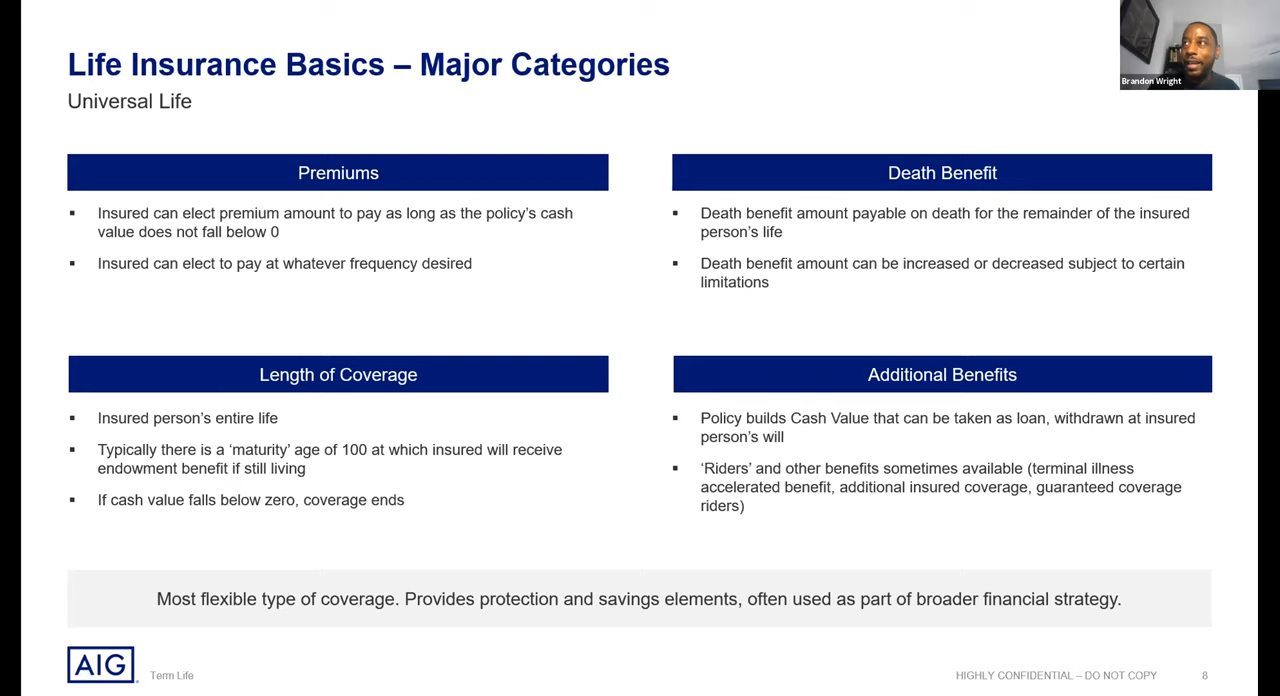 Life Insurance Basics – Major Categories
Universal Life
Brandon Wright
Premiums
▪ Insured can elect premium amount to pay as long as the policy’s cash
value does not fall below 0
▪ Insured can elect to pay at whatever frequency desired
Death Benefit
▪ Death benefit amount payable on death for the remainder of the insured
person’s life
▪ Death benefit amount can be increased or decreased subject to certain
limitations
Length of Coverage
▪ Insured person’s entire life
▪ Typically there is a ‘maturity’ age of 100 at which insured will receive
endowment benefit if still living
▪ If cash value falls below zero, coverage ends
Additional Benefits
▪ Policy builds Cash Value that can be taken as loan, withdrawn at insured
person’s will
▪ ‘Riders’ and other benefits sometimes available (terminal illness
accelerated benefit, additional insured coverage, guaranteed coverage
riders)
Most flexible type of coverage. Provides protection and savings elements, often used as part of broader financial strategy.
AIG
Term Life
HIGHLY CONFIDENTIAL – DO NOT COPY
8